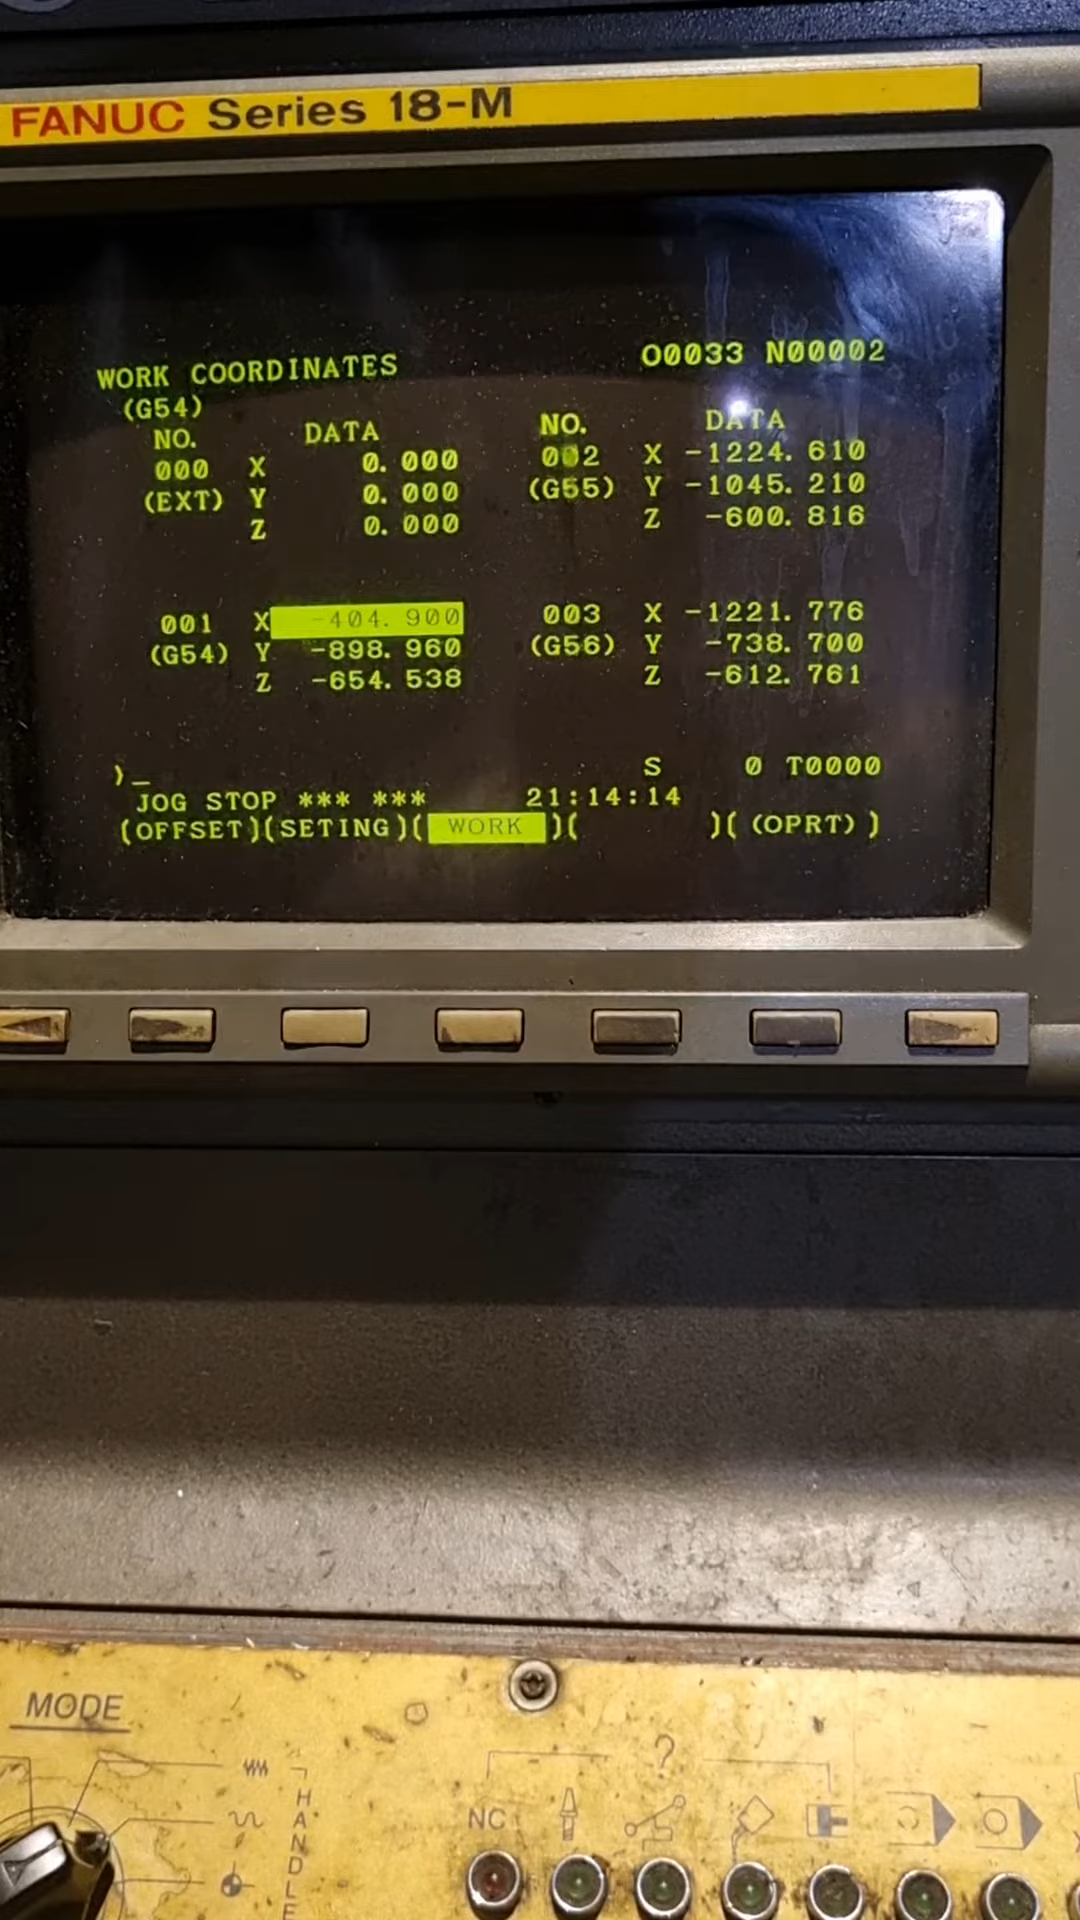 FANUC Series 18-M
WORK COORDINATES O0033 N00002
(G54)
NO. DATA NO. DATA
000 X 0. 000 002 X -1224. 610
(EXT) Y 0. 000 (G55) Y -1045. 210
Z 0. 000 Z -600. 816
001 X -404. 900 003 X -1221. 776
(G54) Y -898. 960 (G56) Y -738. 700
Z -654. 538 Z -612. 761
)_ S 0 T0000
JOG STOP *** *** 21:14:14
(OFFSET)(SETING)( WORK )( )( (OPRT) )
MODE
HANDLE
?
NC